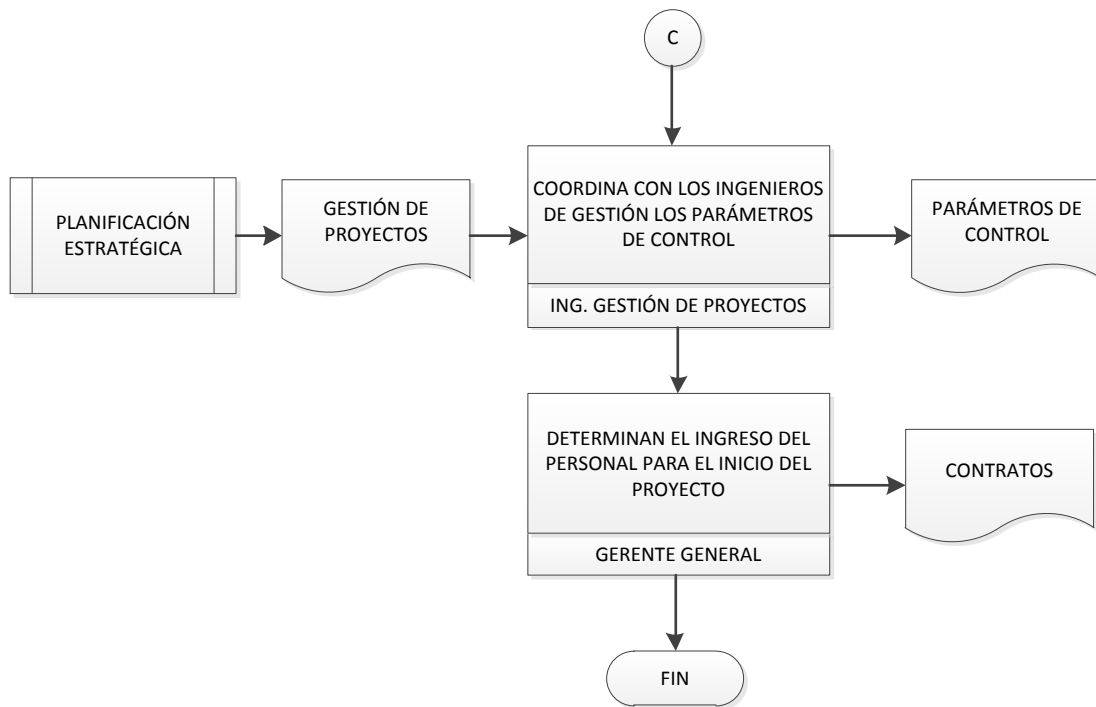 C
PLANIFICACIÓN
ESTRATÉGICA
GESTIÓN DE
PROYECTOS
COORDINA CON LOS INGENIEROS
DE GESTIÓN LOS PARÁMETROS
DE CONTROL
ING. GESTIÓN DE PROYECTOS
PARÁMETROS DE
CONTROL
DETERMINAN EL INGRESO DEL
PERSONAL PARA EL INICIO DEL
PROYECTO
GERENTE GENERAL
CONTRATOS
FIN